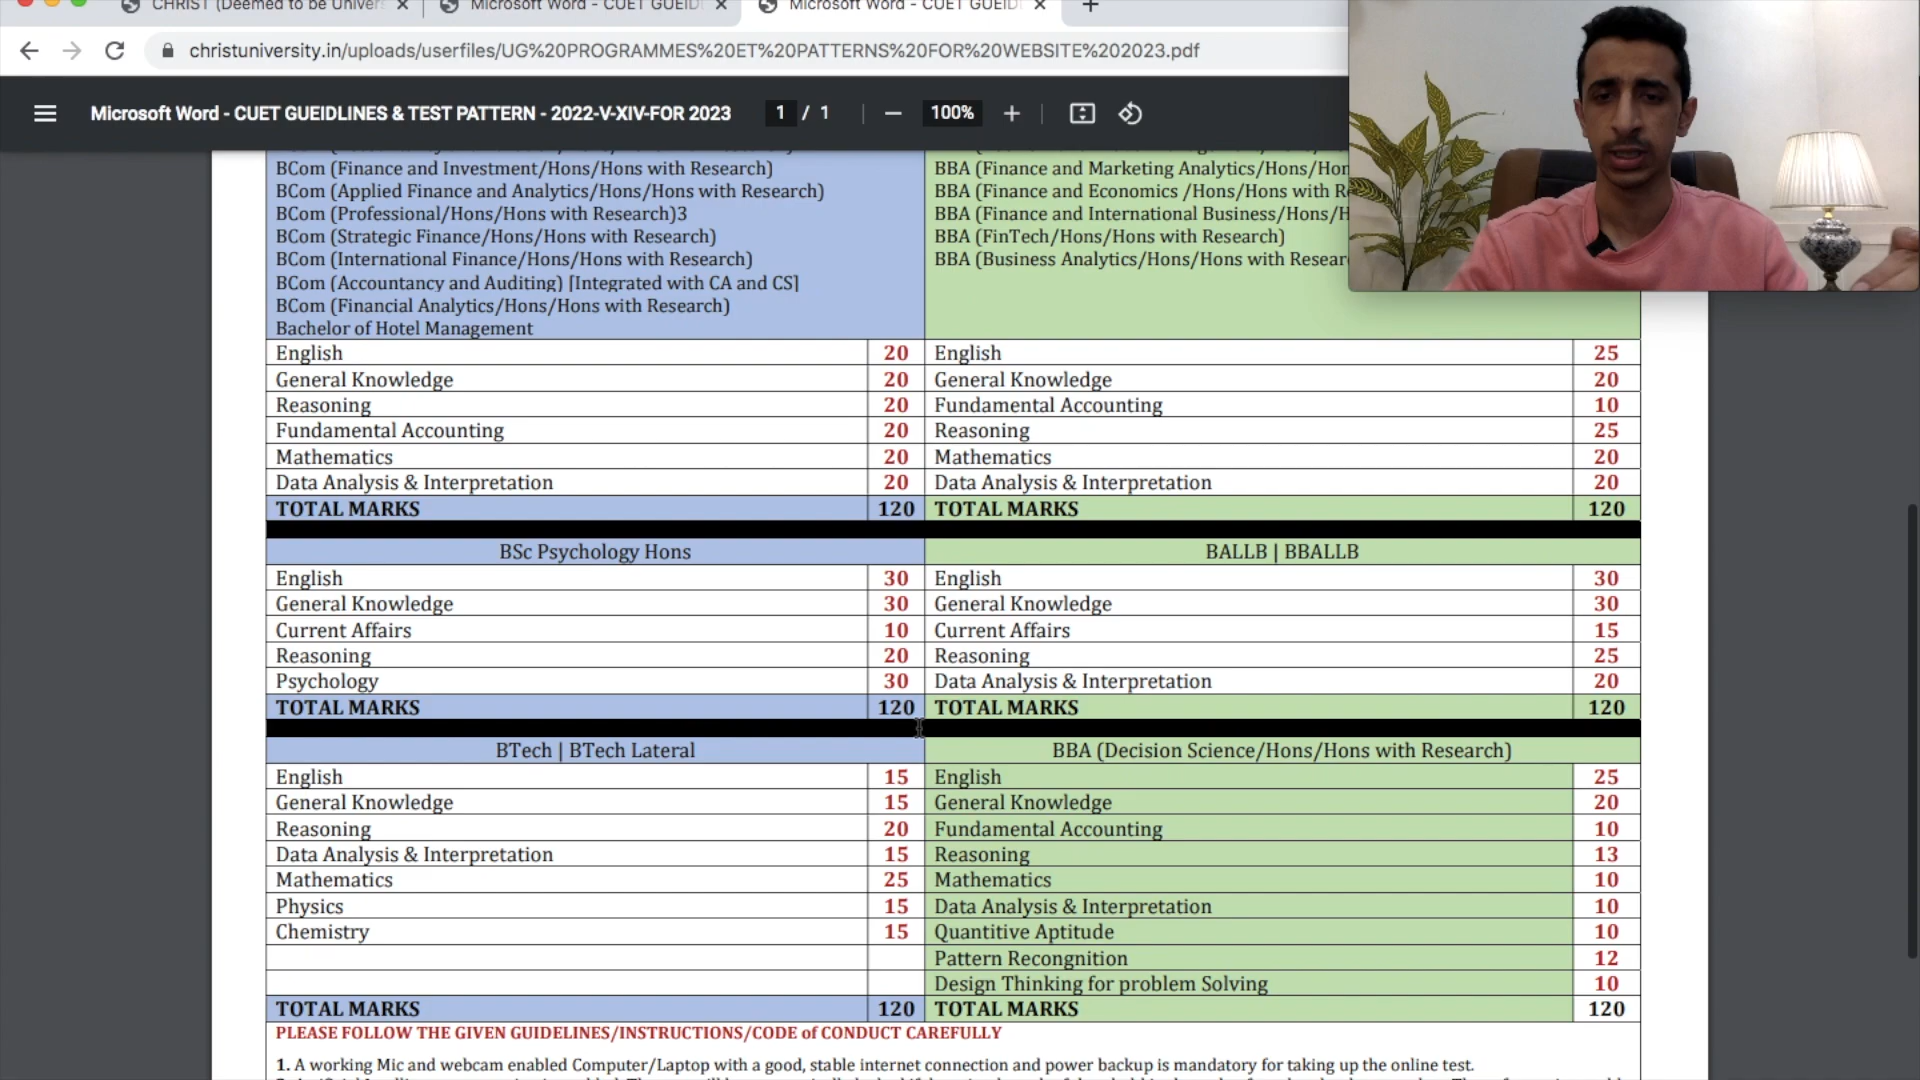 CHRIST (Deemed to be Univers
Microsoft Word - CUET GUEIDL
Microsoft Word - CUET GUEIDL
christuniversity.in/uploads/userfiles/UG%20PROGRAMMES%20ET%20PATTERNS%20FOR%20WEBSITE%202023.pdf
Microsoft Word - CUET GUEIDLINES & TEST PATTERN - 2022-V-XIV-FOR 2023 1 / 1 100%
BCom (Finance and Investment/Hons/Hons with Research)
BCom (Applied Finance and Analytics/Hons/Hons with Research)
BCom (Professional/Hons/Hons with Research)3
BCom (Strategic Finance/Hons/Hons with Research)
BCom (International Finance/Hons/Hons with Research)
BCom (Accountancy and Auditing) [Integrated with CA and CS]
BCom (Financial Analytics/Hons/Hons with Research)
Bachelor of Hotel Management
BBA (Finance and Marketing Analytics/Hons/Hon
BBA (Finance and Economics /Hons/Hons with R
BBA (Finance and International Business/Hons/H
BBA (FinTech/Hons/Hons with Research)
BBA (Business Analytics/Hons/Hons with Resear
English 20
General Knowledge 20
Reasoning 20
Fundamental Accounting 20
Mathematics 20
Data Analysis & Interpretation 20
TOTAL MARKS 120
English 25
General Knowledge 20
Fundamental Accounting 10
Reasoning 25
Mathematics 20
Data Analysis & Interpretation 20
TOTAL MARKS 120
BSc Psychology Hons
English 30
General Knowledge 30
Current Affairs 10
Reasoning 20
Psychology 30
TOTAL MARKS 120
BALLB | BBALLB
English 30
General Knowledge 30
Current Affairs 15
Reasoning 25
Data Analysis & Interpretation 20
TOTAL MARKS 120
BTech | BTech Lateral
English 15
General Knowledge 15
Reasoning 20
Data Analysis & Interpretation 15
Mathematics 25
Physics 15
Chemistry 15
TOTAL MARKS 120
BBA (Decision Science/Hons/Hons with Research)
English 25
General Knowledge 20
Fundamental Accounting 10
Reasoning 13
Mathematics 10
Data Analysis & Interpretation 10
Quantitive Aptitude 10
Pattern Recongnition 12
Design Thinking for problem Solving 10
TOTAL MARKS 120
PLEASE FOLLOW THE GIVEN GUIDELINES/INSTRUCTIONS/CODE of CONDUCT CAREFULLY
1. A working Mic and webcam enabled Computer/Laptop with a good, stable internet connection and power backup is mandatory for taking up the online test.